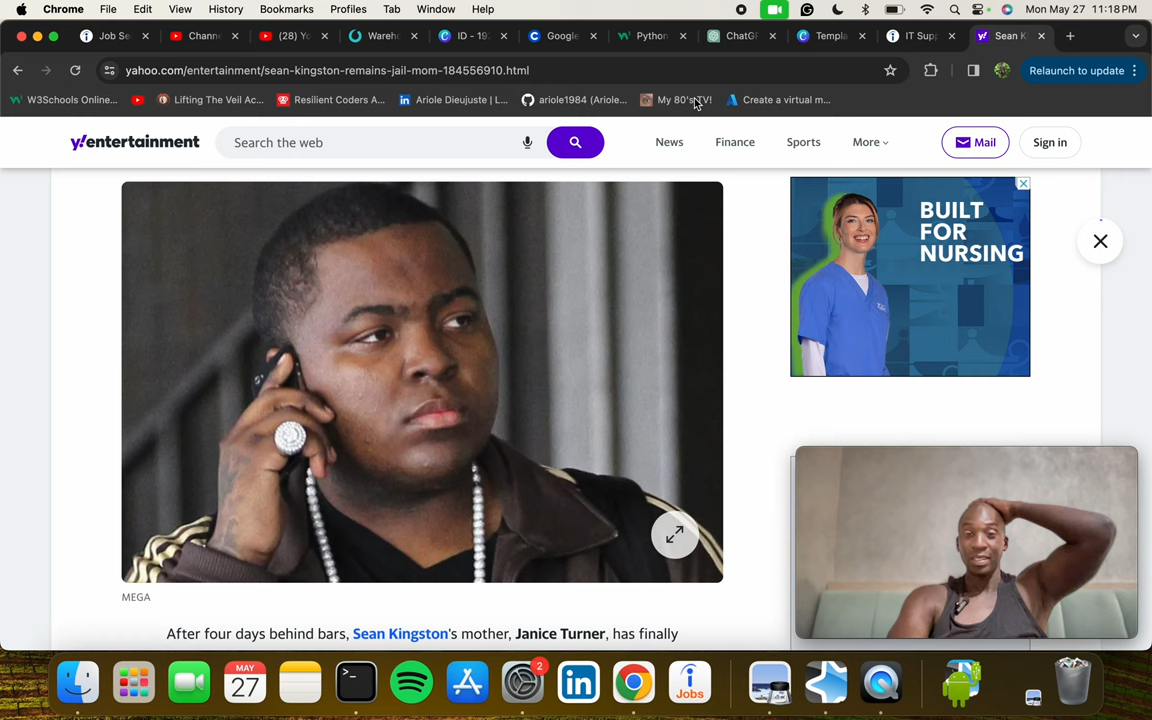 Chrome File Edit View History Bookmarks Profiles Tab Window Help Mon May 27 11:18 PM
Job Se Chann (28) Yo Wareh ID - 19 Google Python ChatG Templa IT Supp Sean K
yahoo.com/entertainment/sean-kingston-remains-jail-mom-184556910.html Relaunch to update
W3Schools Online... Lifting The Veil Ac... Resilient Coders A... Ariole Dieujuste | L... ariole1984 (Ariole... My 80's TV! Create a virtual m...
y!entertainment Search the web News Finance Sports More Mail Sign in
BUILT
FOR
NURSING
MEGA
After four days behind bars, Sean Kingston's mother, Janice Turner, has finally
MAY
27
2
Jobs